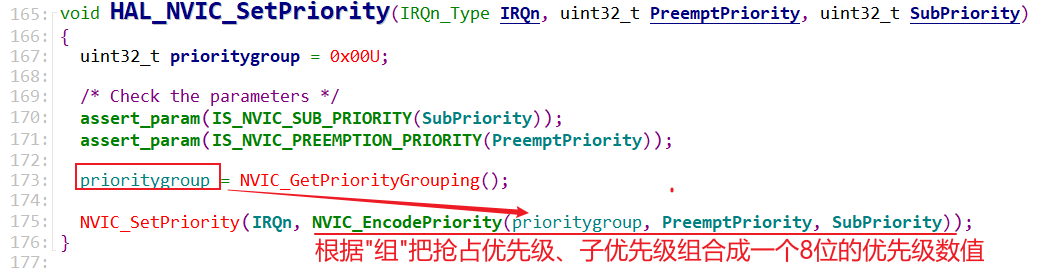 165: void HAL_NVIC_SetPriority(IRQn_Type IRQn, uint32_t PreemptPriority, uint32_t SubPriority)
166: {
167:   uint32_t prioritygroup = 0x00U;
168:
169:   /* Check the parameters */
170:   assert_param(IS_NVIC_SUB_PRIORITY(SubPriority));
171:   assert_param(IS_NVIC_PREEMPTION_PRIORITY(PreemptPriority));
172:
173:   prioritygroup = NVIC_GetPriorityGrouping();
174:
175:   NVIC_SetPriority(IRQn, NVIC_EncodePriority(prioritygroup, PreemptPriority, SubPriority));
176: }
根据"组"把抢占优先级、子优先级组合成一个8位的优先级数值
177: